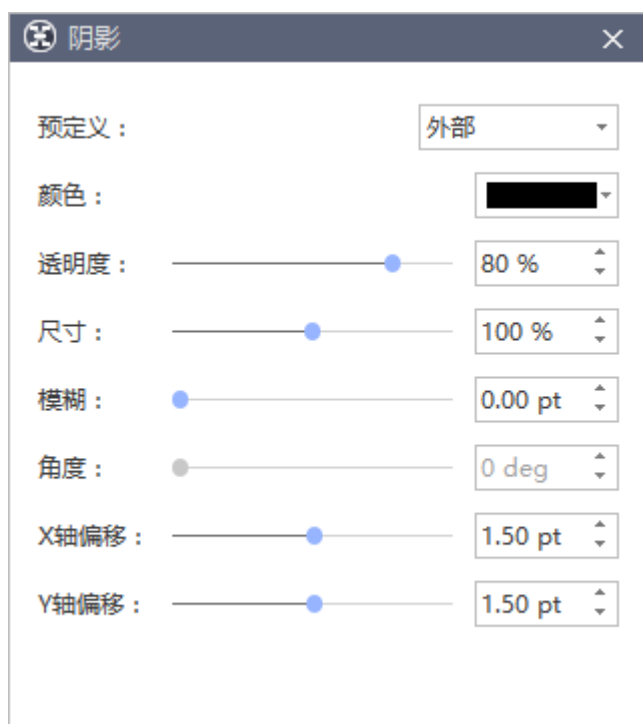 阴影
预定义： 外部
颜色：
透明度： 80 %
尺寸： 100 %
模糊： 0.00 pt
角度： 0 deg
X轴偏移： 1.50 pt
Y轴偏移： 1.50 pt